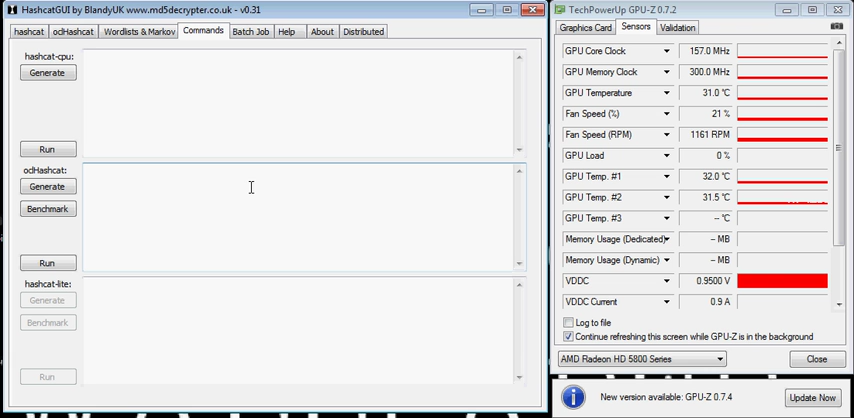 HashcatGUI by BlandyUK www.md5decrypter.co.uk - v0.31
hashcat oclHashcat Wordlists & Markov Commands Batch Job Help About Distributed
hashcat-cpu:
Generate
Run
oclHashcat:
Generate
Benchmark
Run
hashcat-lite:
Generate
Benchmark
Run
TechPowerUp GPU-Z 0.7.2
Graphics Card Sensors Validation
GPU Core Clock 157.0 MHz
GPU Memory Clock 300.0 MHz
GPU Temperature 31.0 °C
Fan Speed (%) 21 %
Fan Speed (RPM) 1161 RPM
GPU Load 0 %
GPU Temp. #1 32.0 °C
GPU Temp. #2 31.5 °C
GPU Temp. #3 -- °C
Memory Usage (Dedicated) -- MB
Memory Usage (Dynamic) -- MB
VDDC 0.9500 V
VDDC Current 0.9 A
Log to file
Continue refreshing this screen while GPU-Z is in the background
AMD Radeon HD 5800 Series Close
New version available: GPU-Z 0.7.4 Update Now